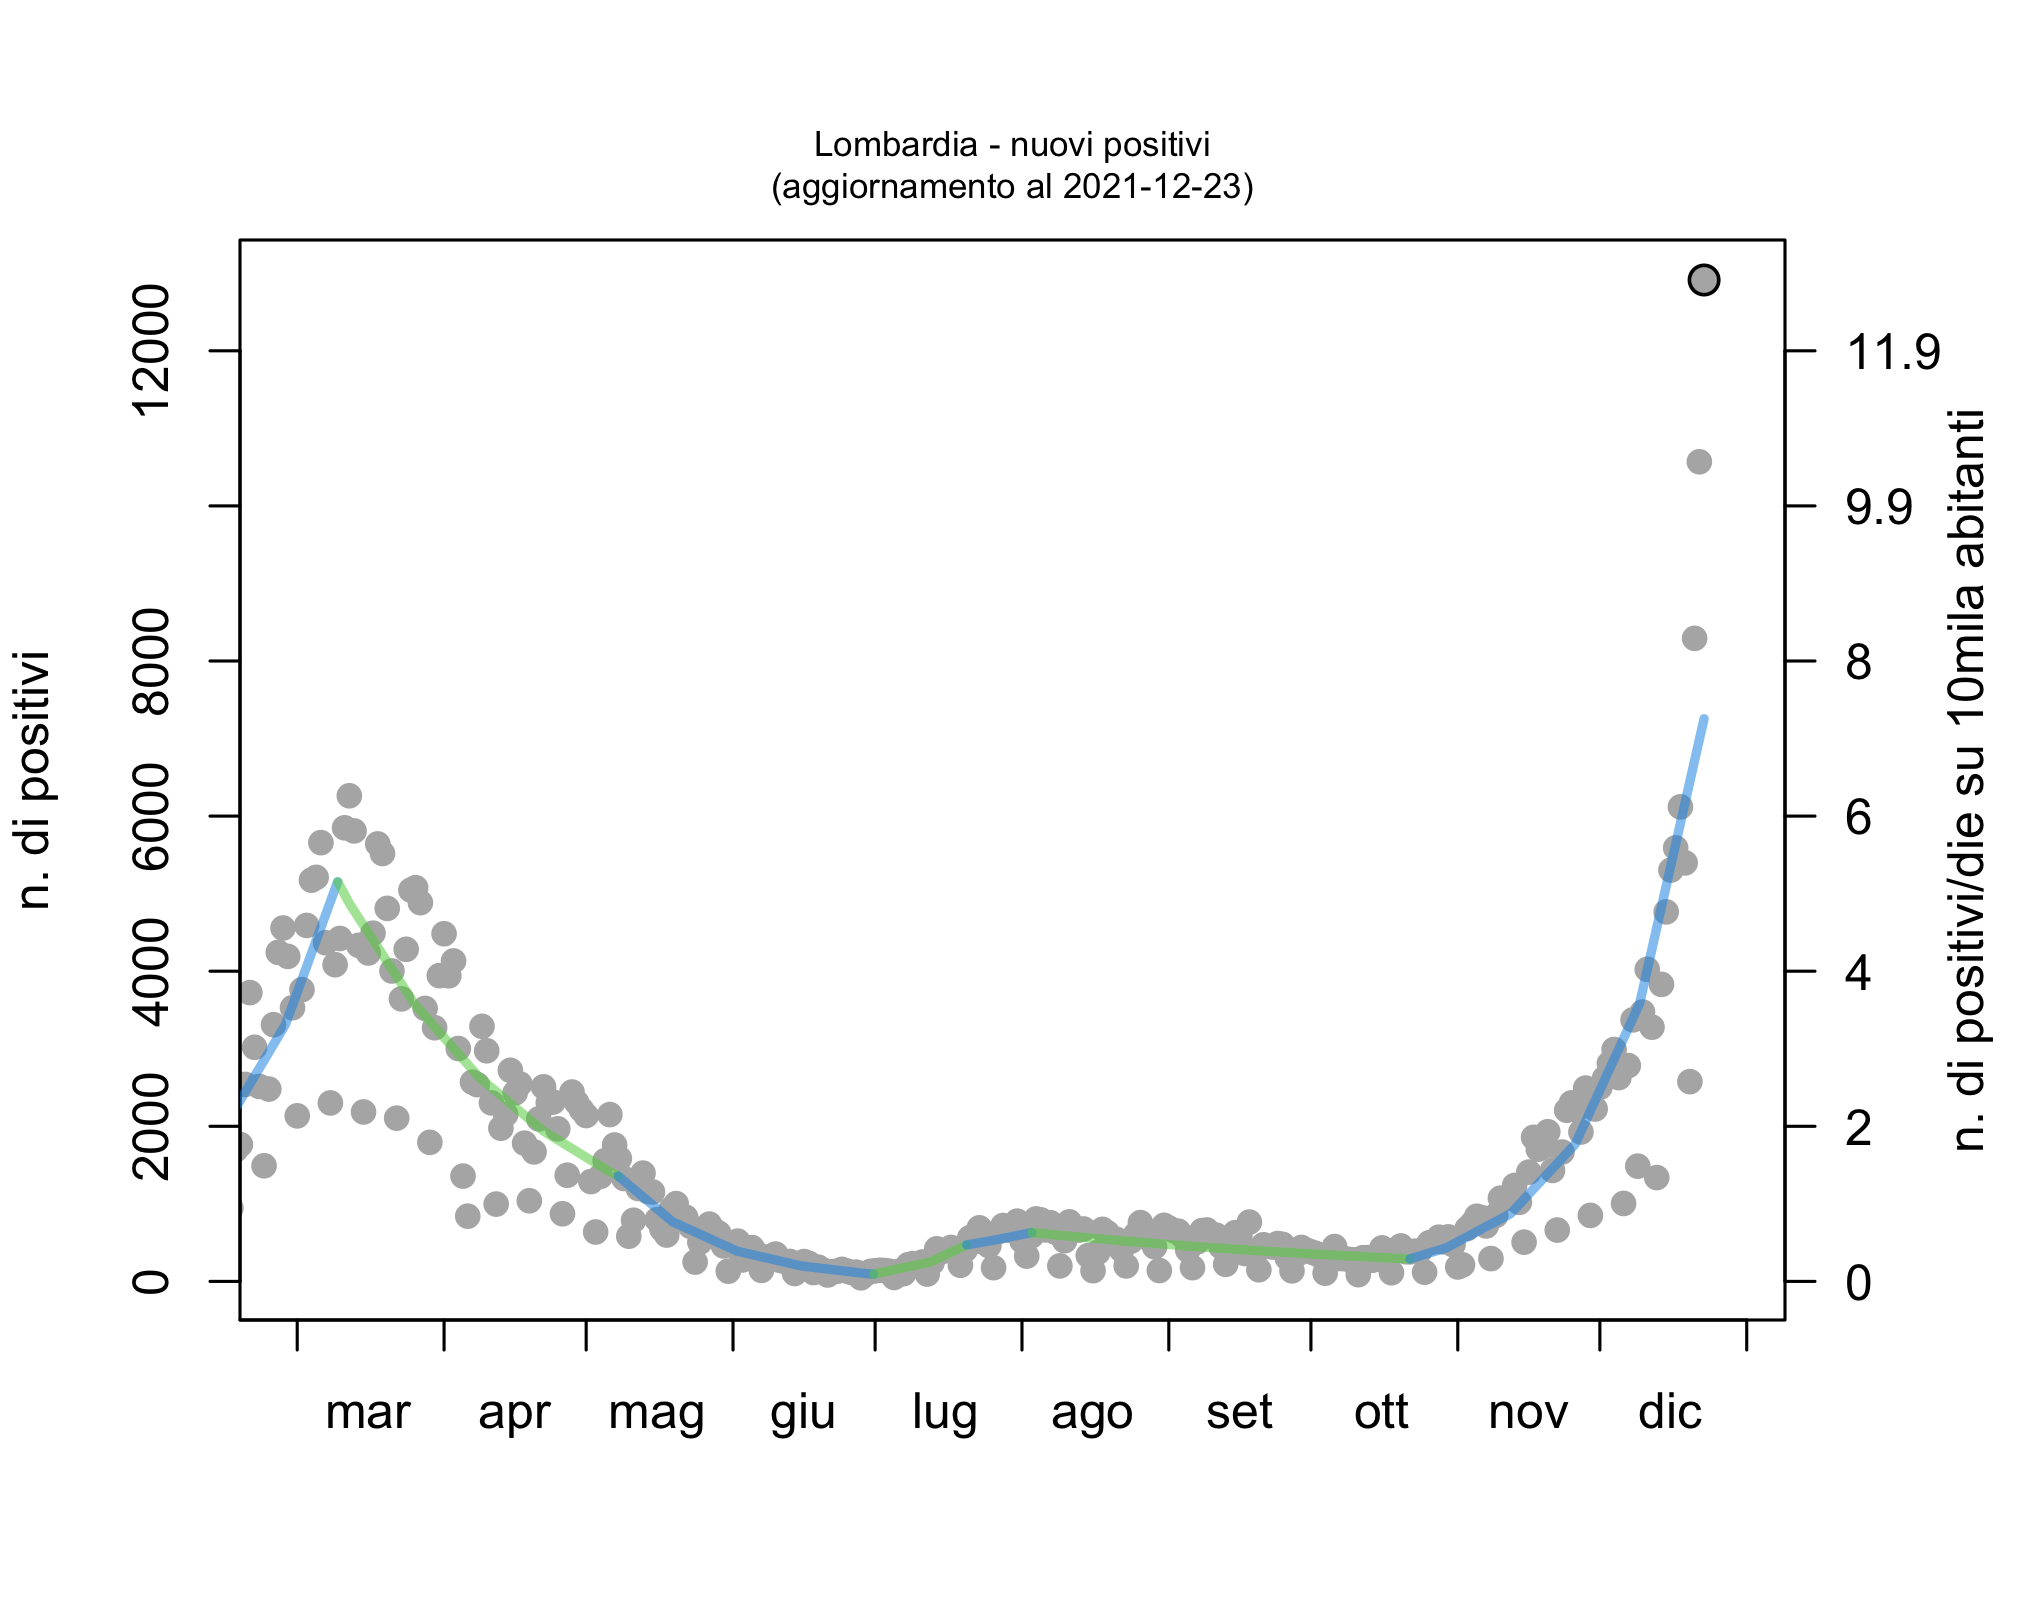 Lombardia - nuovi positivi
(aggiornamento al 2021-12-23)
n. di positivi
12000
8000
6000
4000
2000
0
11.9
9.9
8
6
4
2
0
n. di positivi/die su 10mila abitanti
mar apr mag giu lug ago set ott nov dic